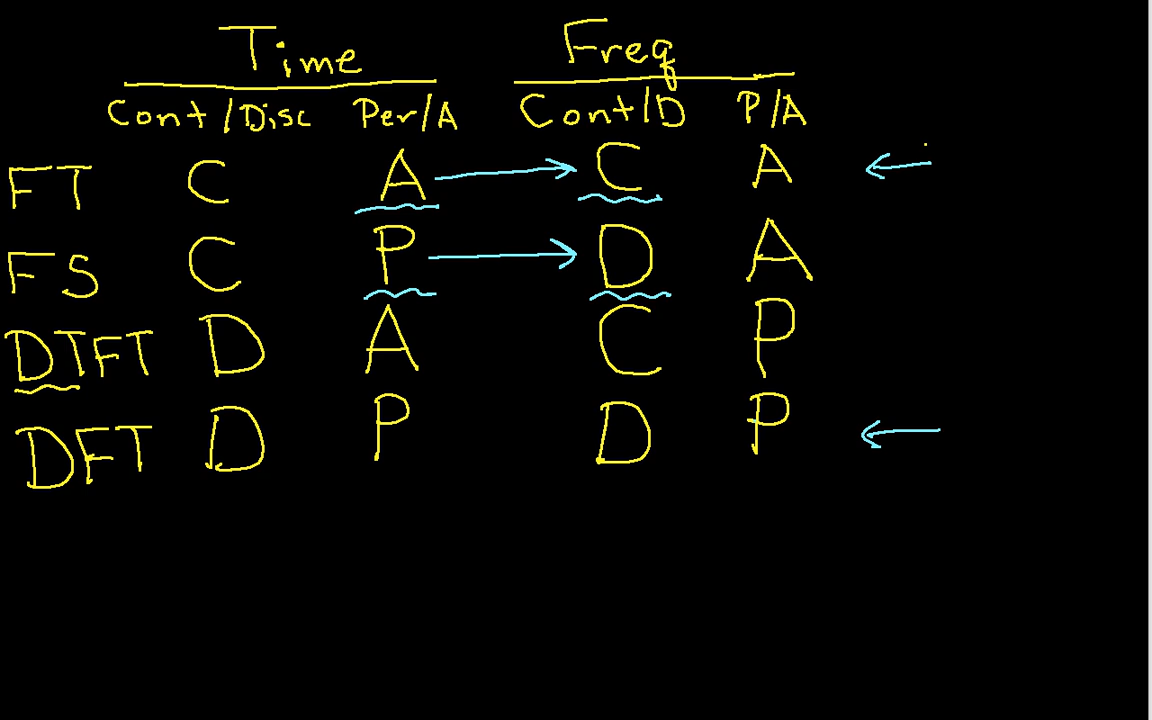 Time Freq
Cont/Disc Per/A Cont/D P/A
FT C A C A
FS C P D A
DTFT D A C P
DFT D P D P